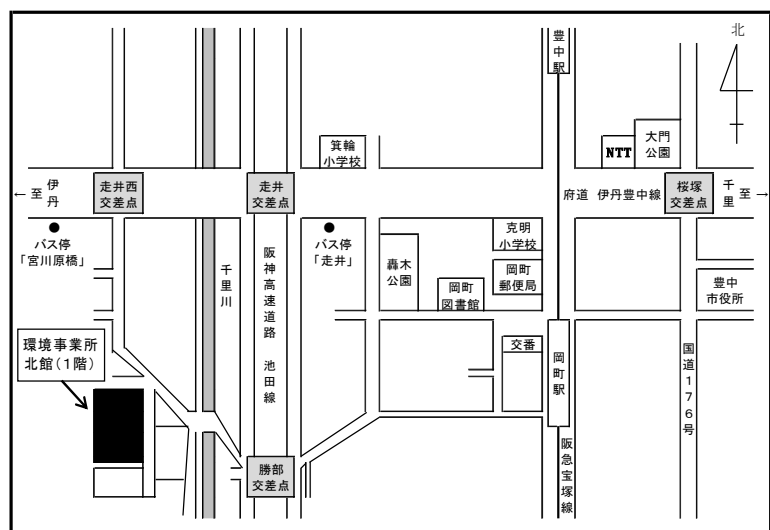 豊中駅
北
箕輪
小学校
NTT
大門
公園
← 至 伊丹
走井西
交差点
走井
交差点
府道 伊丹豊中線
桜塚
交差点
千里 至 →
バス停
「宮川原橋」
バス停
「走井」
克明
小学校
轟木
公園
岡町
郵便局
岡町
図書館
豊中
市役所
千里川
阪神高速道路 池田線
環境事業所
北館(1階)
交番
岡町駅
国道176号
勝部
交差点
阪急宝塚線